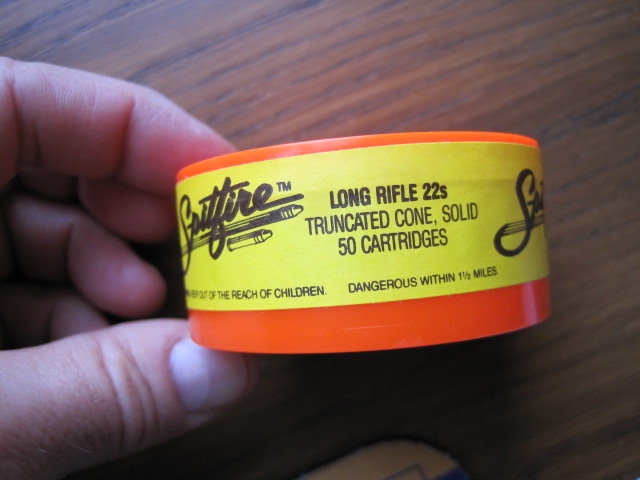 Spitfire™
LONG RIFLE 22s
TRUNCATED CONE, SOLID
50 CARTRIDGES
KEEP OUT OF THE REACH OF CHILDREN. DANGEROUS WITHIN 1½ MILES.
S